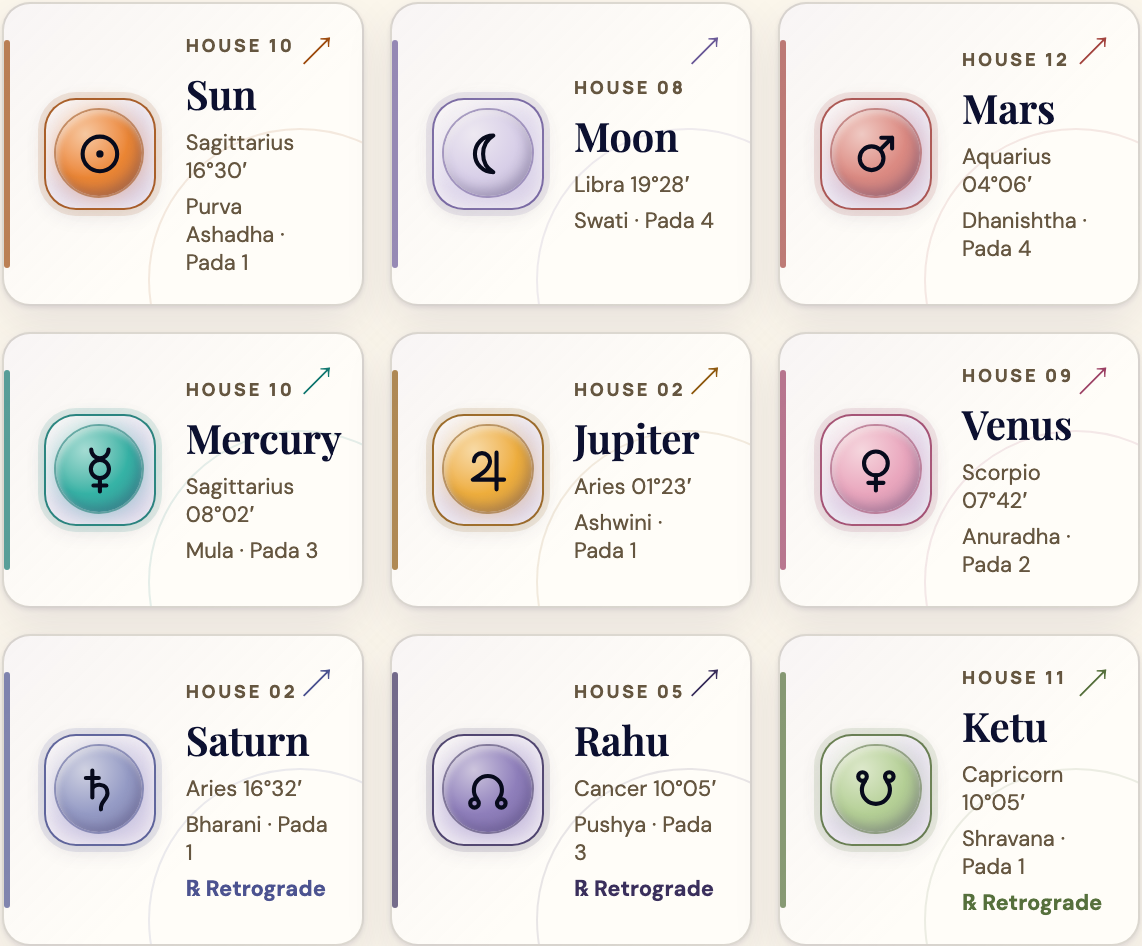 HOUSE 10
Sun
Sagittarius
16°30′
Purva
Ashadha ·
Pada 1
HOUSE 08
Moon
Libra 19°28′
Swati · Pada 4
HOUSE 12
Mars
Aquarius
04°06′
Dhanishtha ·
Pada 4
HOUSE 10
Mercury
Sagittarius
08°02′
Mula · Pada 3
HOUSE 02
Jupiter
Aries 01°23′
Ashwini ·
Pada 1
HOUSE 09
Venus
Scorpio
07°42′
Anuradha ·
Pada 2
HOUSE 02
Saturn
Aries 16°32′
Bharani · Pada
1
℞ Retrograde
HOUSE 05
Rahu
Cancer 10°05′
Pushya · Pada
3
℞ Retrograde
HOUSE 11
Ketu
Capricorn
10°05′
Shravana ·
Pada 1
℞ Retrograde